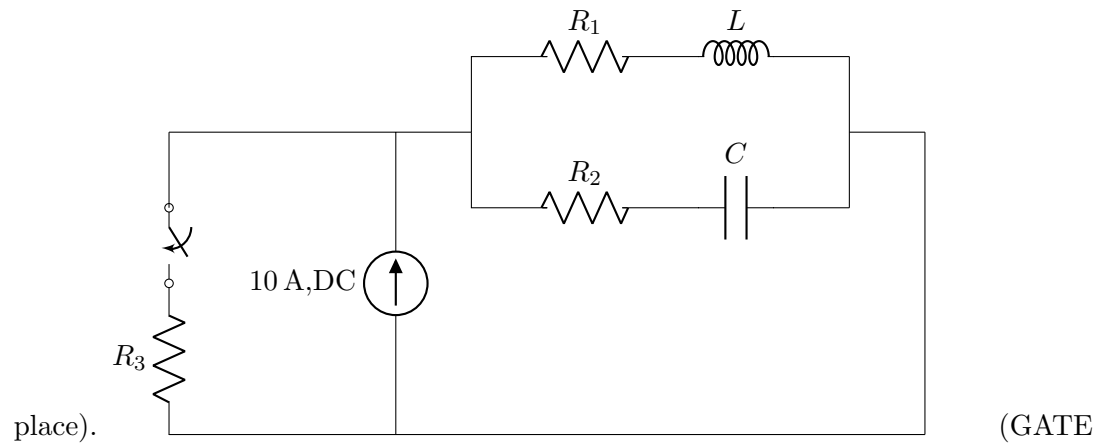 R₁
L
C
R₂
10 A,DC
R₃
place).
(GATE